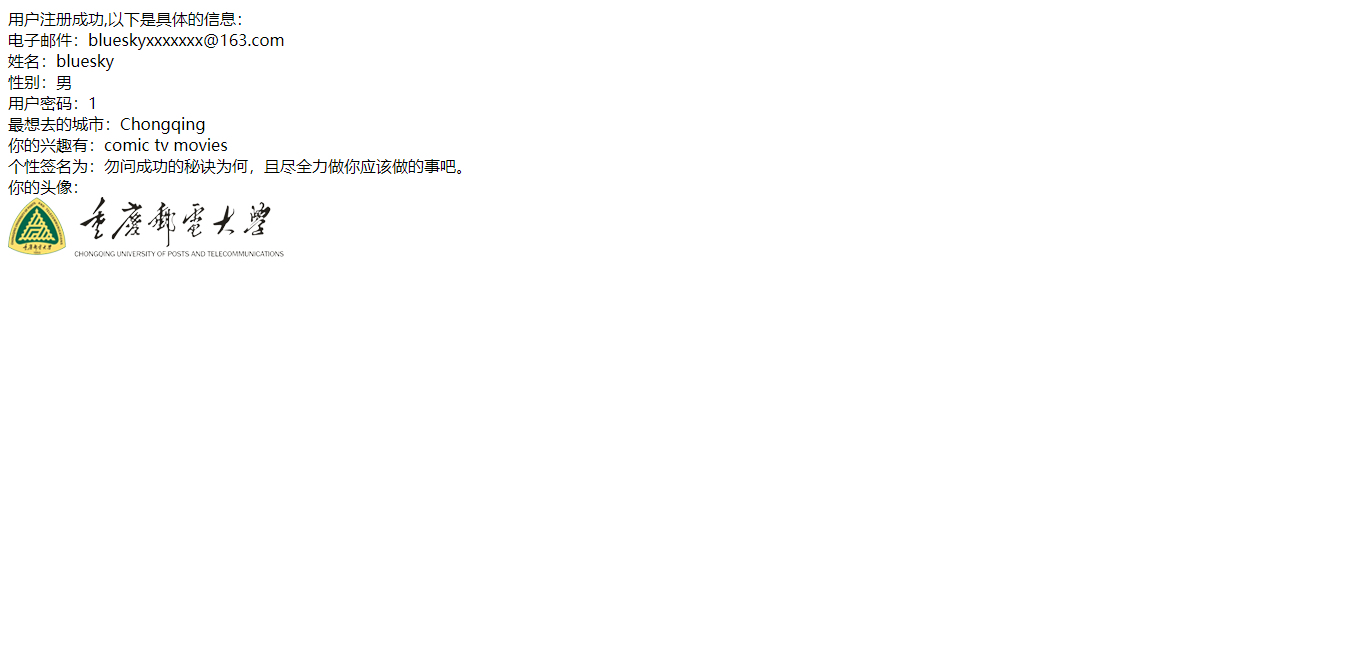 用户注册成功,以下是具体的信息：
电子邮件：blueskyxxxxxxx@163.com
姓名：bluesky
性别：男
用户密码：1
最想去的城市：Chongqing
你的兴趣有：comic tv movies
个性签名为：勿问成功的秘诀为何，且尽全力做你应该做的事吧。
你的头像：
重慶郵電大學
CHONGQING UNIVERSITY OF POSTS AND TELECOMMUNICATIONS